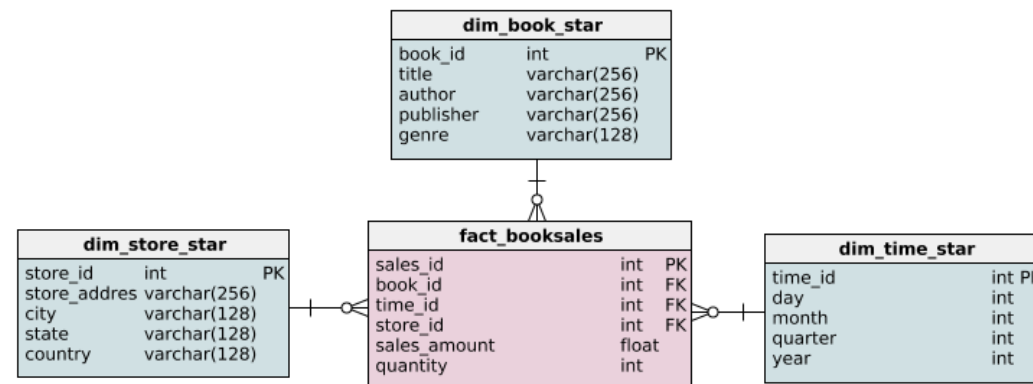 dim_book_star
book_id int PK
title varchar(256)
author varchar(256)
publisher varchar(256)
genre varchar(128)
dim_store_star
store_id int PK
store_addres varchar(256)
city varchar(128)
state varchar(128)
country varchar(128)
fact_booksales
sales_id int PK
book_id int FK
time_id int FK
store_id int FK
sales_amount float
quantity int
dim_time_star
time_id int P
day int
month int
quarter int
year int